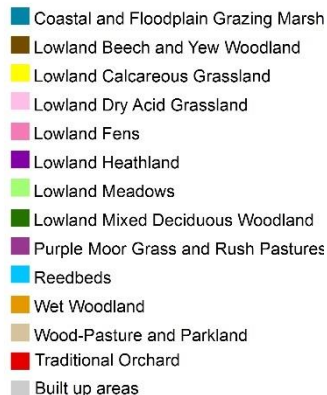 Coastal and Floodplain Grazing Marsh
Lowland Beech and Yew Woodland
Lowland Calcareous Grassland
Lowland Dry Acid Grassland
Lowland Fens
Lowland Heathland
Lowland Meadows
Lowland Mixed Deciduous Woodland
Purple Moor Grass and Rush Pastures
Reedbeds
Wet Woodland
Wood-Pasture and Parkland
Traditional Orchard
Built up areas